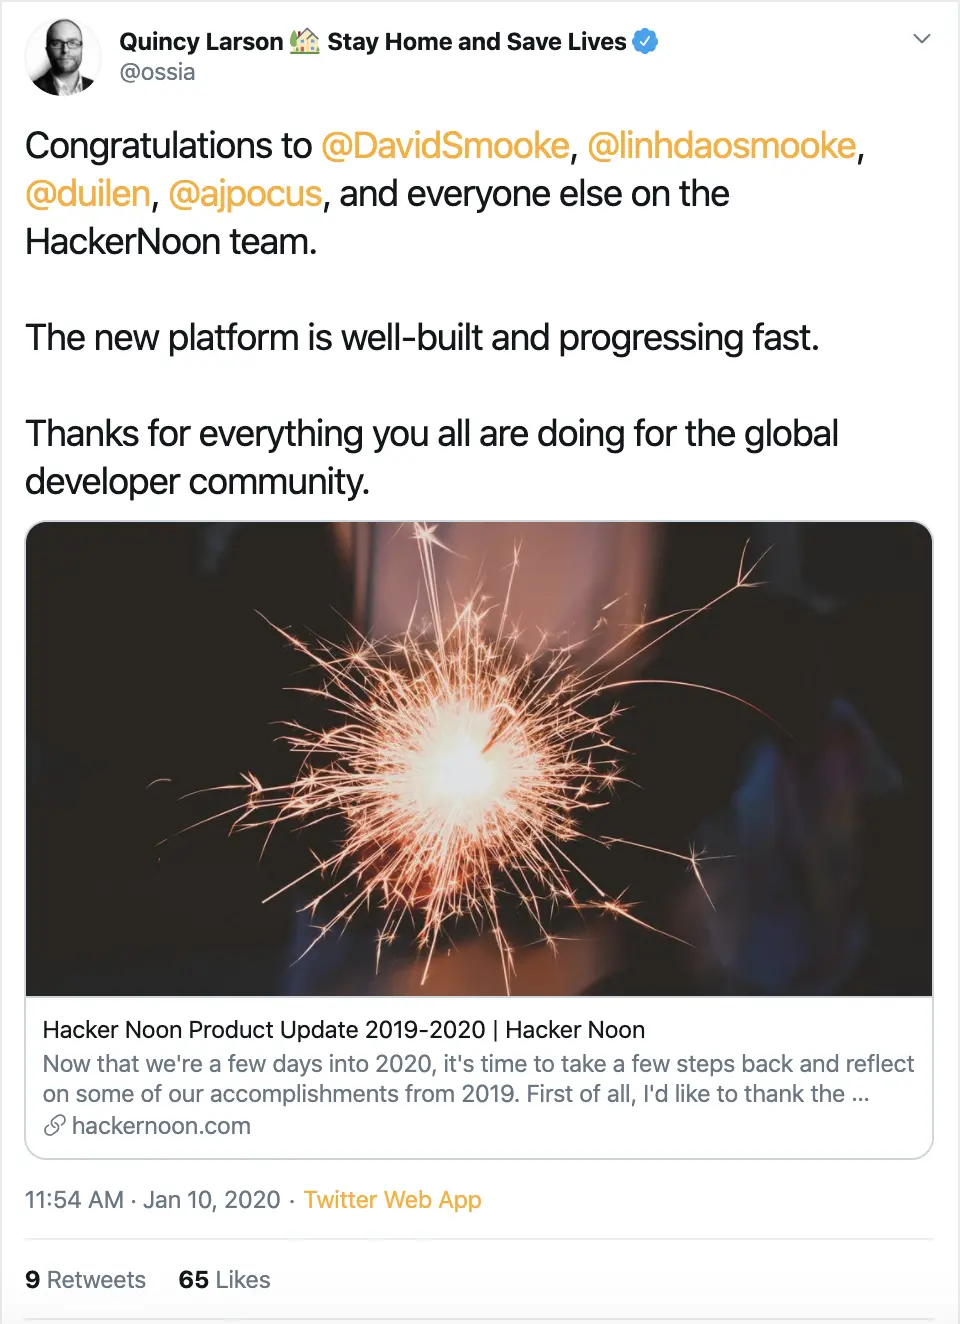 Quincy Larson 🏡 Stay Home and Save Lives
@ossia
Congratulations to @DavidSmooke, @linhdaosmooke,
@duilen, @ajpocus, and everyone else on the
HackerNoon team.
The new platform is well-built and progressing fast.
Thanks for everything you all are doing for the global
developer community.
Hacker Noon Product Update 2019-2020 | Hacker Noon
Now that we're a few days into 2020, it's time to take a few steps back and reflect
on some of our accomplishments from 2019. First of all, I'd like to thank the ...
hackernoon.com
11:54 AM · Jan 10, 2020 · Twitter Web App
9 Retweets 65 Likes